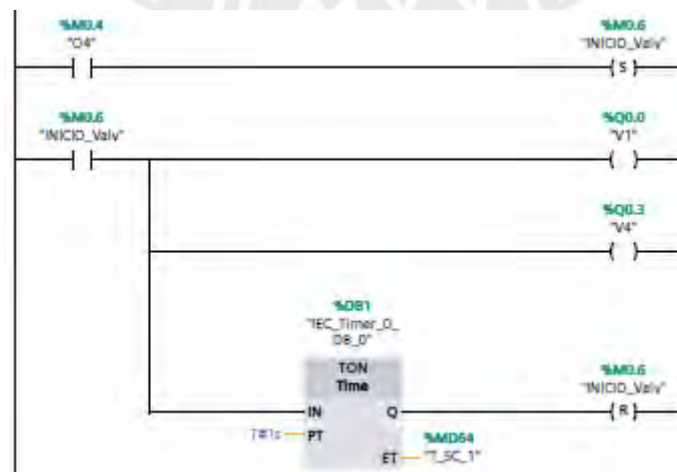 %M0.4
"O4"
%M0.6
"INICIO_Valv"
S
%M0.6
"INICIO_Valv"
%Q0.0
"V1"
%Q0.3
"V4"
%DB1
"IEC_Timer_0_
DB_0"
TON
Time
IN
Q
T#1s
PT
ET
%MD64
"T_SC_1"
%M0.6
"INICIO_Valv"
R